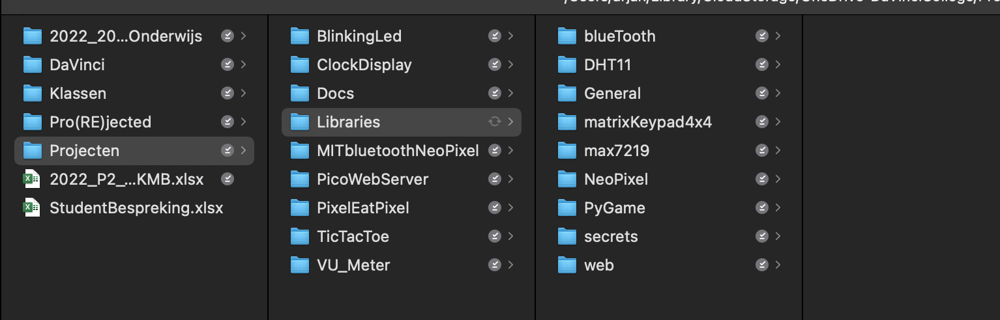 2022_20...Onderwijs
DaVinci
Klassen
Pro(RE)jected
Projecten
2022_P2_...KMB.xlsx
StudentBespreking.xlsx
BlinkingLed
ClockDisplay
Docs
Libraries
MITbluetoothNeoPixel
PicoWebServer
PixelEatPixel
TicTacToe
VU_Meter
blueTooth
DHT11
General
matrixKeypad4x4
max7219
NeoPixel
PyGame
secrets
web